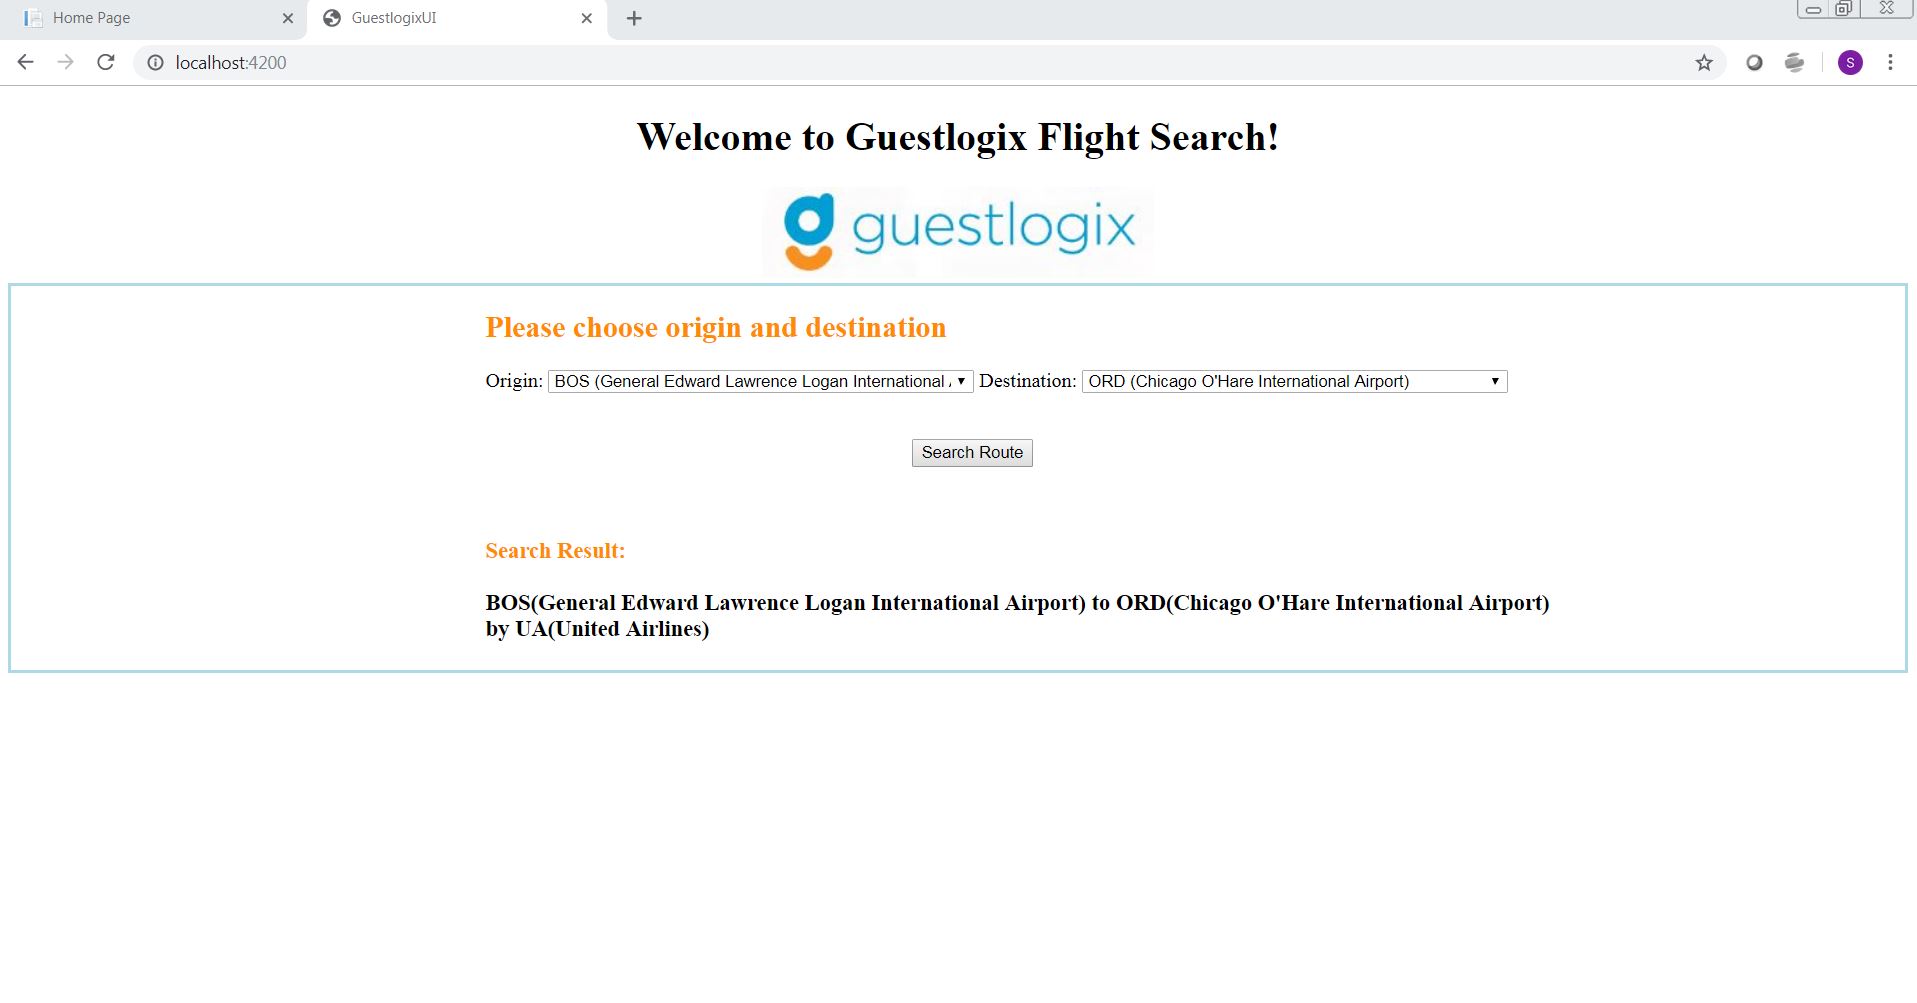 Home Page
GuestlogixUI
localhost:4200
S
Welcome to Guestlogix Flight Search!
guestlogix
Please choose origin and destination
Origin: BOS (General Edward Lawrence Logan International Destination: ORD (Chicago O'Hare International Airport)
Search Route
Search Result:
BOS(General Edward Lawrence Logan International Airport) to ORD(Chicago O'Hare International Airport)
by UA(United Airlines)